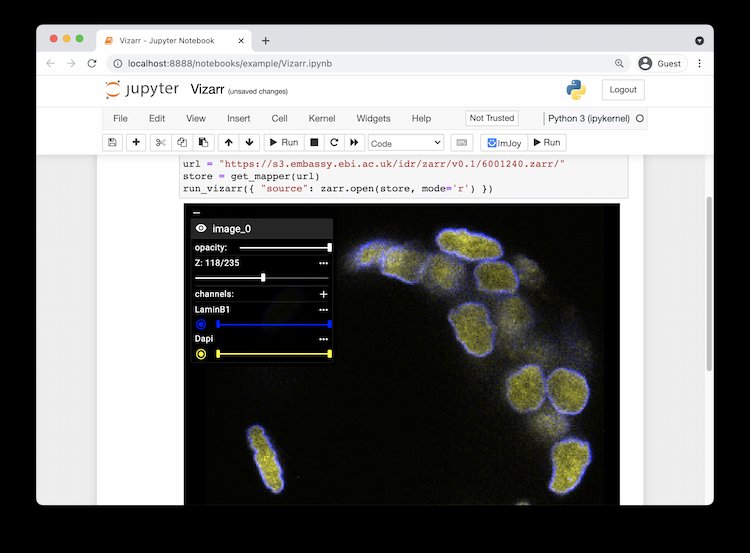 Vizarr - Jupyter Notebook
localhost:8888/notebooks/example/Vizarr.ipynb
Guest
jupyter Vizarr (unsaved changes)
Logout
File Edit View Insert Cell Kernel Widgets Help Not Trusted Python 3 (ipykernel)
Run Code ImJoy Run
url = "https://s3.embassy.ebi.ac.uk/idr/zarr/v0.1/6001240.zarr/"
store = get_mapper(url)
run_vizarr({ "source": zarr.open(store, mode='r') })
image_0
opacity:
Z: 118/235
channels:
LaminB1
Dapi